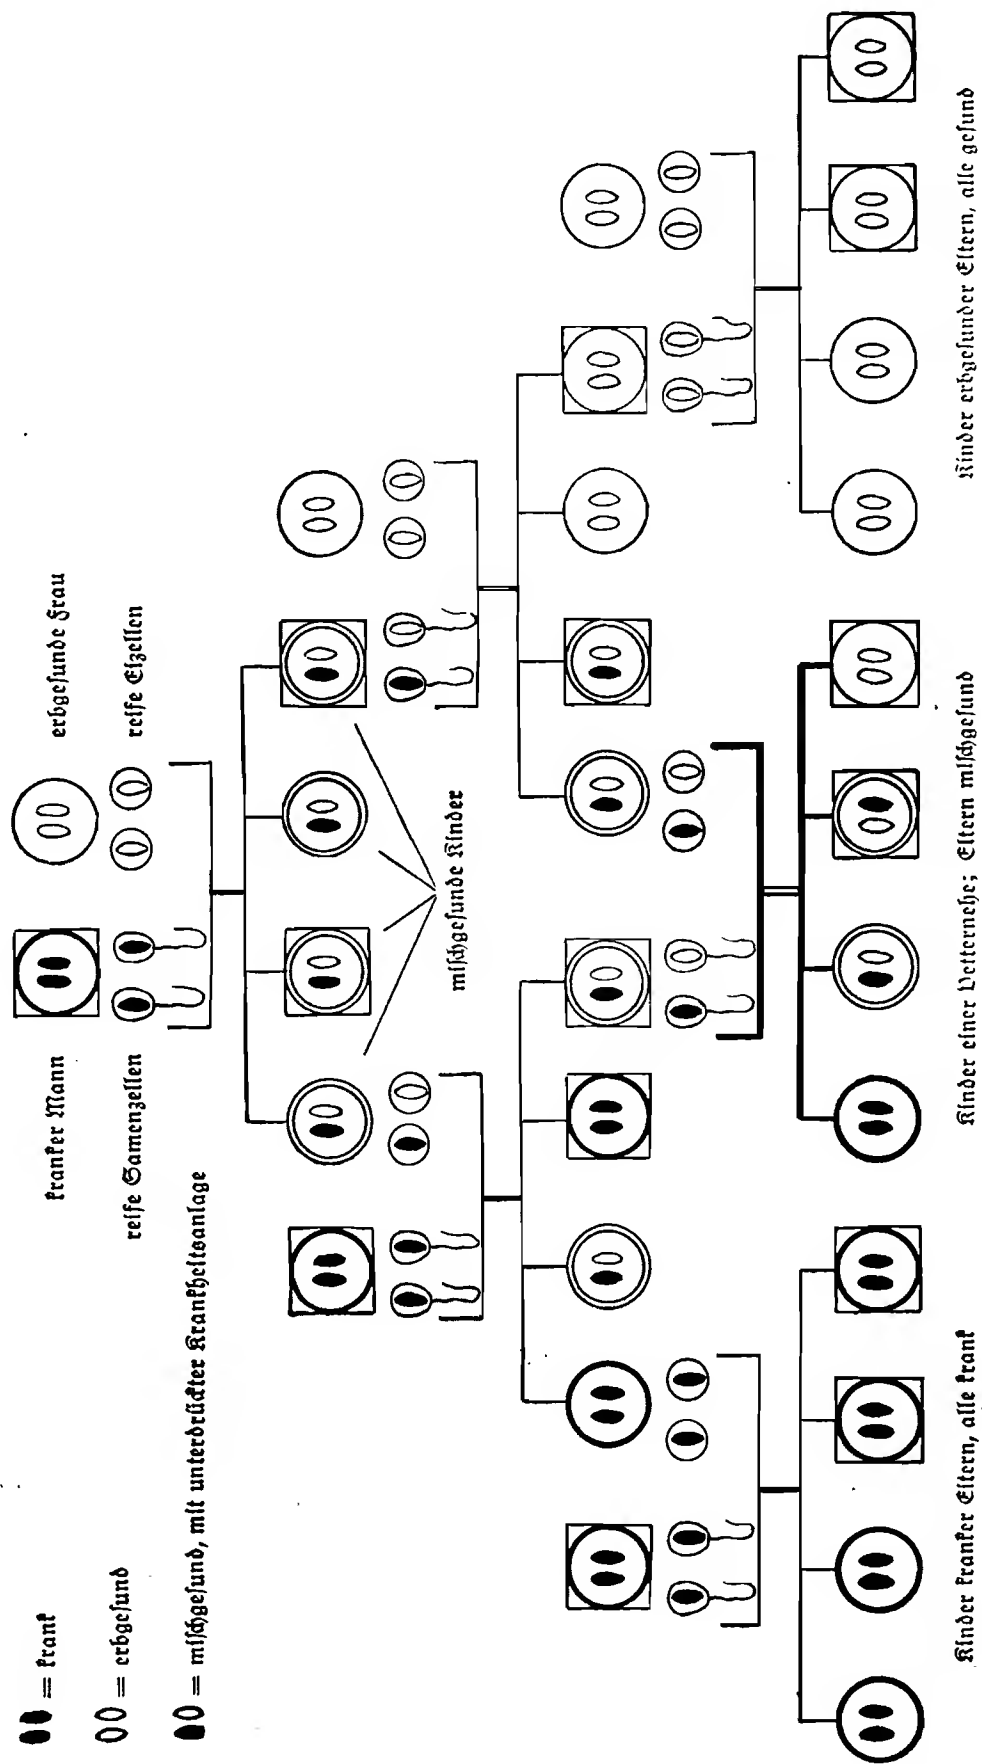 = krank
= erbgesund
= mischgesund, mit unterdrückter Krankheitsanlage
kranker Mann
erbgesunde Frau
reife Samenzellen
reife Eizellen
mischgesunde Kinder
Kinder kranker Eltern, alle krank
Kinder einer Vetternehe; Eltern mischgesund
Kinder erbgesunder Eltern, alle gesund